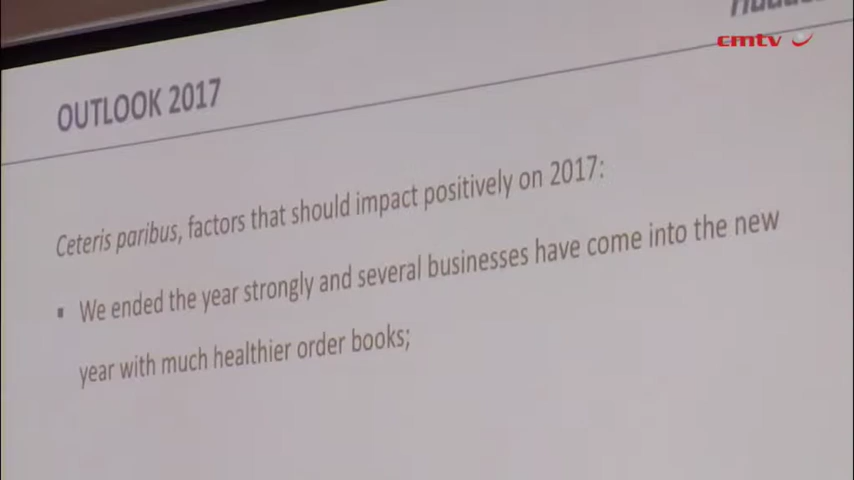 cmtv
OUTLOOK 2017
Ceteris paribus, factors that should impact positively on 2017:
▪ We ended the year strongly and several businesses have come into the new
year with much healthier order books;